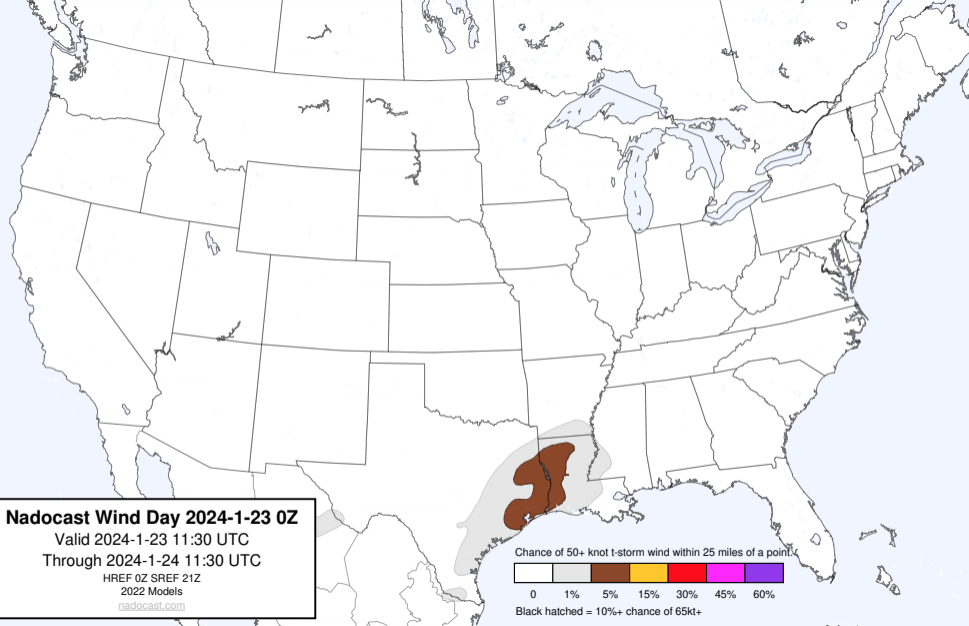 Nadocast Wind Day 2024-1-23 0Z
Valid 2024-1-23 11:30 UTC
Through 2024-1-24 11:30 UTC
HREF 0Z SREF 21Z
2022 Models
nadocast.com
Chance of 50+ knot t-storm wind within 25 miles of a point.
0 1% 5% 15% 30% 45% 60%
Black hatched = 10%+ chance of 65kt+